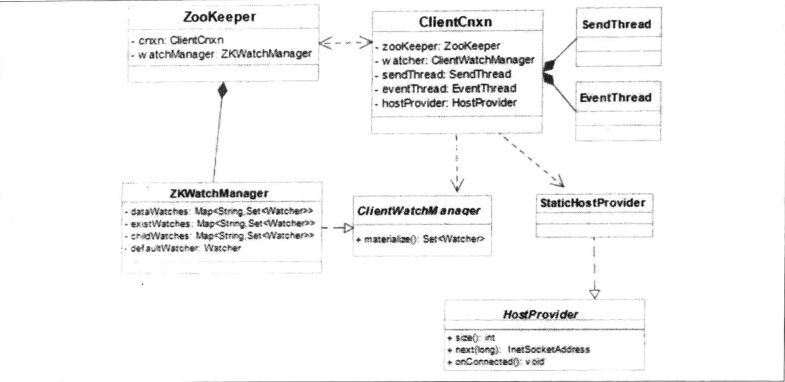 ZooKeeper
- cnxn: ClientCnxn
- watchManager: ZKWatchManager
ClientCnxn
- zooKeeper: ZooKeeper
- watcher: ClientWatchManager
- sendThread: SendThread
- eventThread: EventThread
- hostProvider: HostProvider
SendThread
EventThread
ZKWatchManager
- dataWatches: Map<String,Set<Watcher>>
- existWatches: Map<String,Set<Watcher>>
- childWatches: Map<String,Set<Watcher>>
- defaultWatcher: Watcher
ClientWatchManager
+ materialize(): Set<Watcher>
StaticHostProvider
HostProvider
+ size(): int
+ next(long): InetSocketAddress
+ onConnected(): void